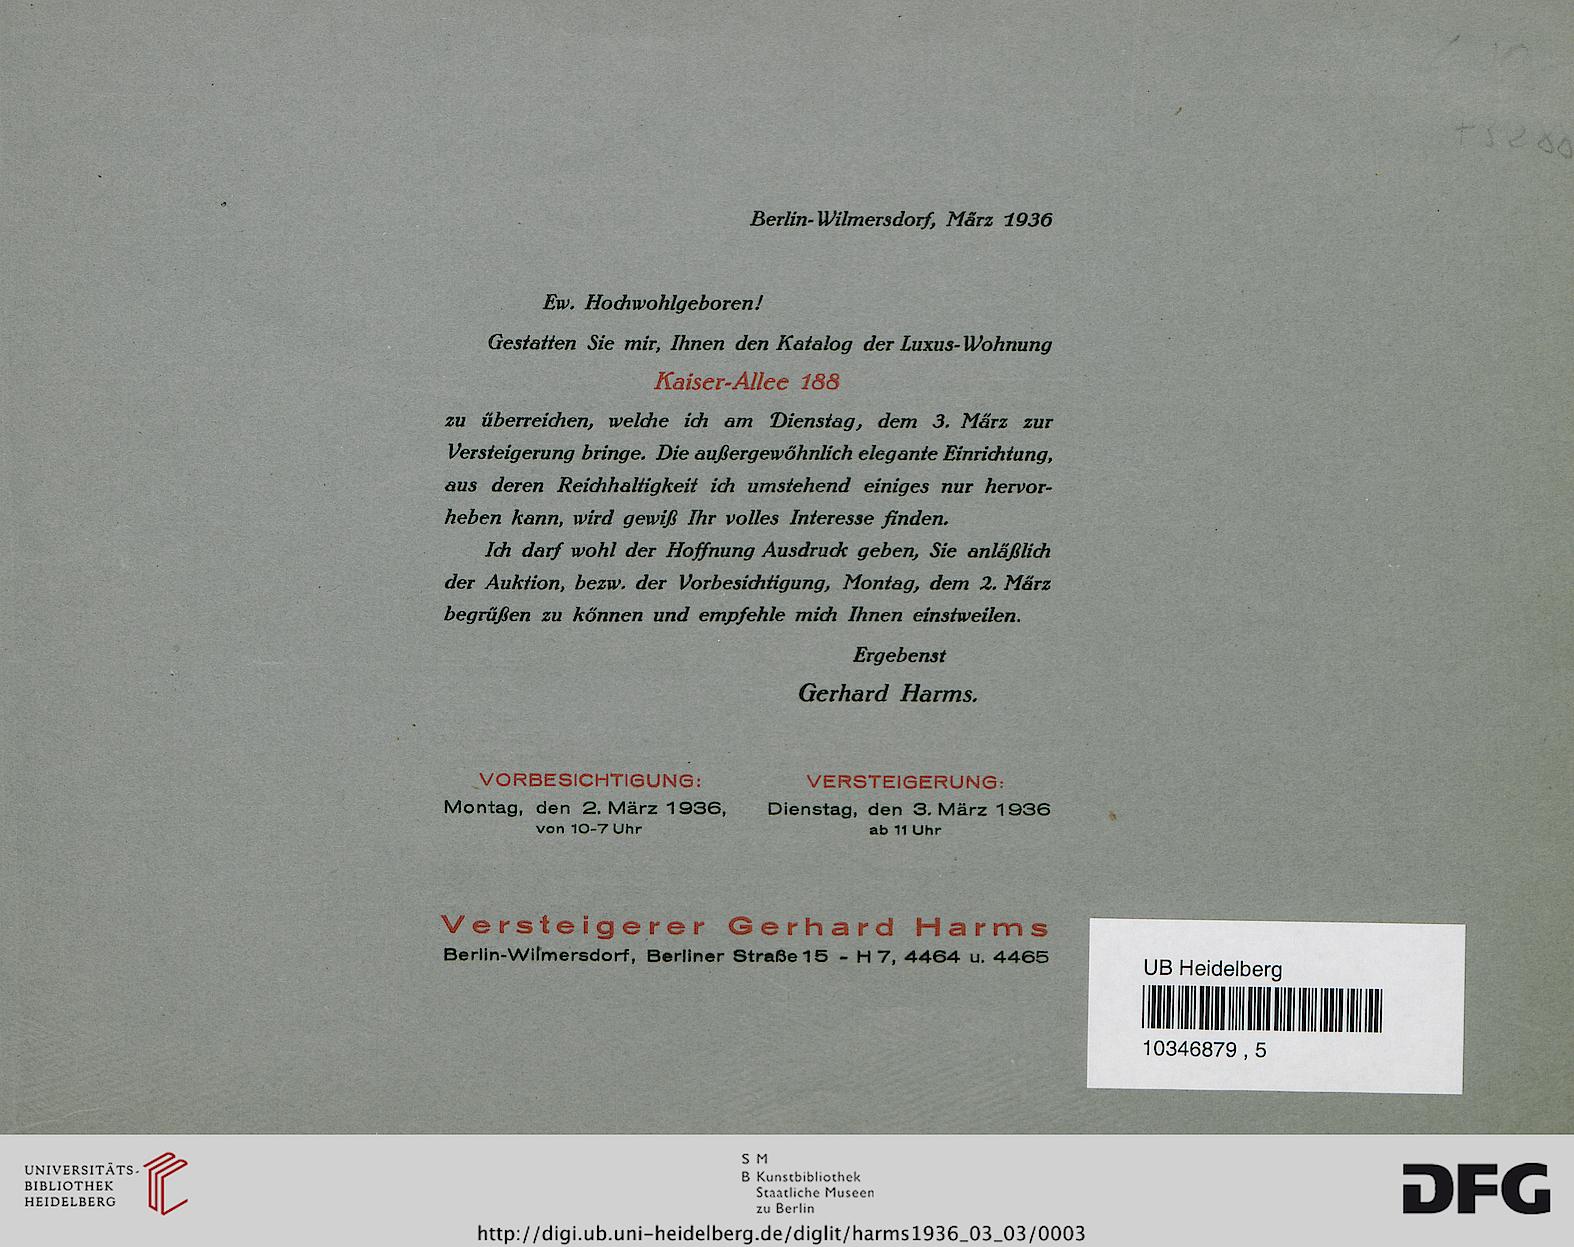 Berlin-Wilmersdorf, März 1936
Ew. Hochwohlgeboren!
Gestatten Sie mir, Ihnen den Katalog der Luxus-Wohnung
Kaiser-Allee 188
zu überreichen, welche ich am Dienstag, dem 3. März zur
Versteigerung bringe. Die außergewöhnlich elegante Einrichtung,
aus deren Reichhaltigkeit ich umstehend einiges nur hervor-
heben kann, wird gewiß Ihr volles Interesse finden.
Ich darf wohl der Hoffnung Ausdruck geben, Sie anläßlich
der Auktion, bezw. der Vorbesichtigung, Montag, dem 2. März
begrüßen zu können und empfehle mich Ihnen einstweilen.
Ergebenst
Gerhard Harms.
VORBESICHTIGUNG:
Montag, den 2. März 1936,
von 10-7 Uhr
VERSTEIGERUNG:
Dienstag, den 3. März 1936
ab 11 Uhr
Versteigerer Gerhard Harms
Berlin-Wilmersdorf, Berliner Straße 15 - H 7, 4464 u. 4465
UB Heidelberg
10346879 , 5
UNIVERSITÄTS-
BIBLIOTHEK
HEIDELBERG
S M
B Kunstbibliothek
Staatliche Museen
zu Berlin
DFG
http://digi.ub.uni-heidelberg.de/diglit/harms1936_03_03/0003